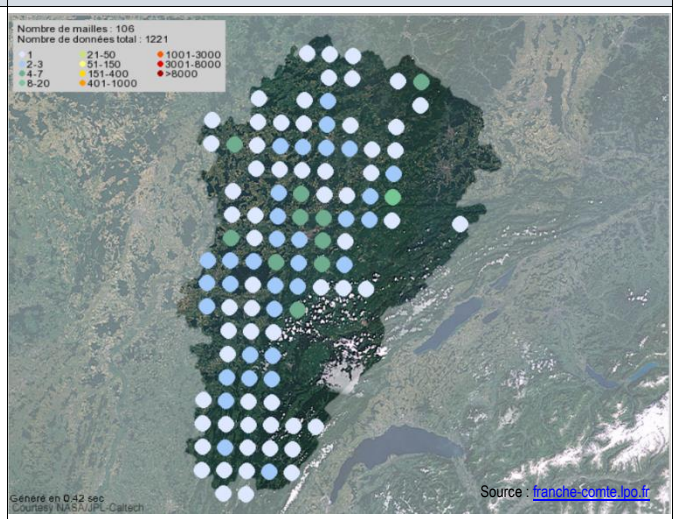 Nombre de mailles : 106
Nombre de données total : 1221
1 21-50 1001-3000
2-3 51-150 3001-8000
4-7 151-400 >8000
8-20 401-1000
Source : franche-comte.lpo.fr
Généré en 0.42 sec
Courtesy NASA/JPL-Caltech